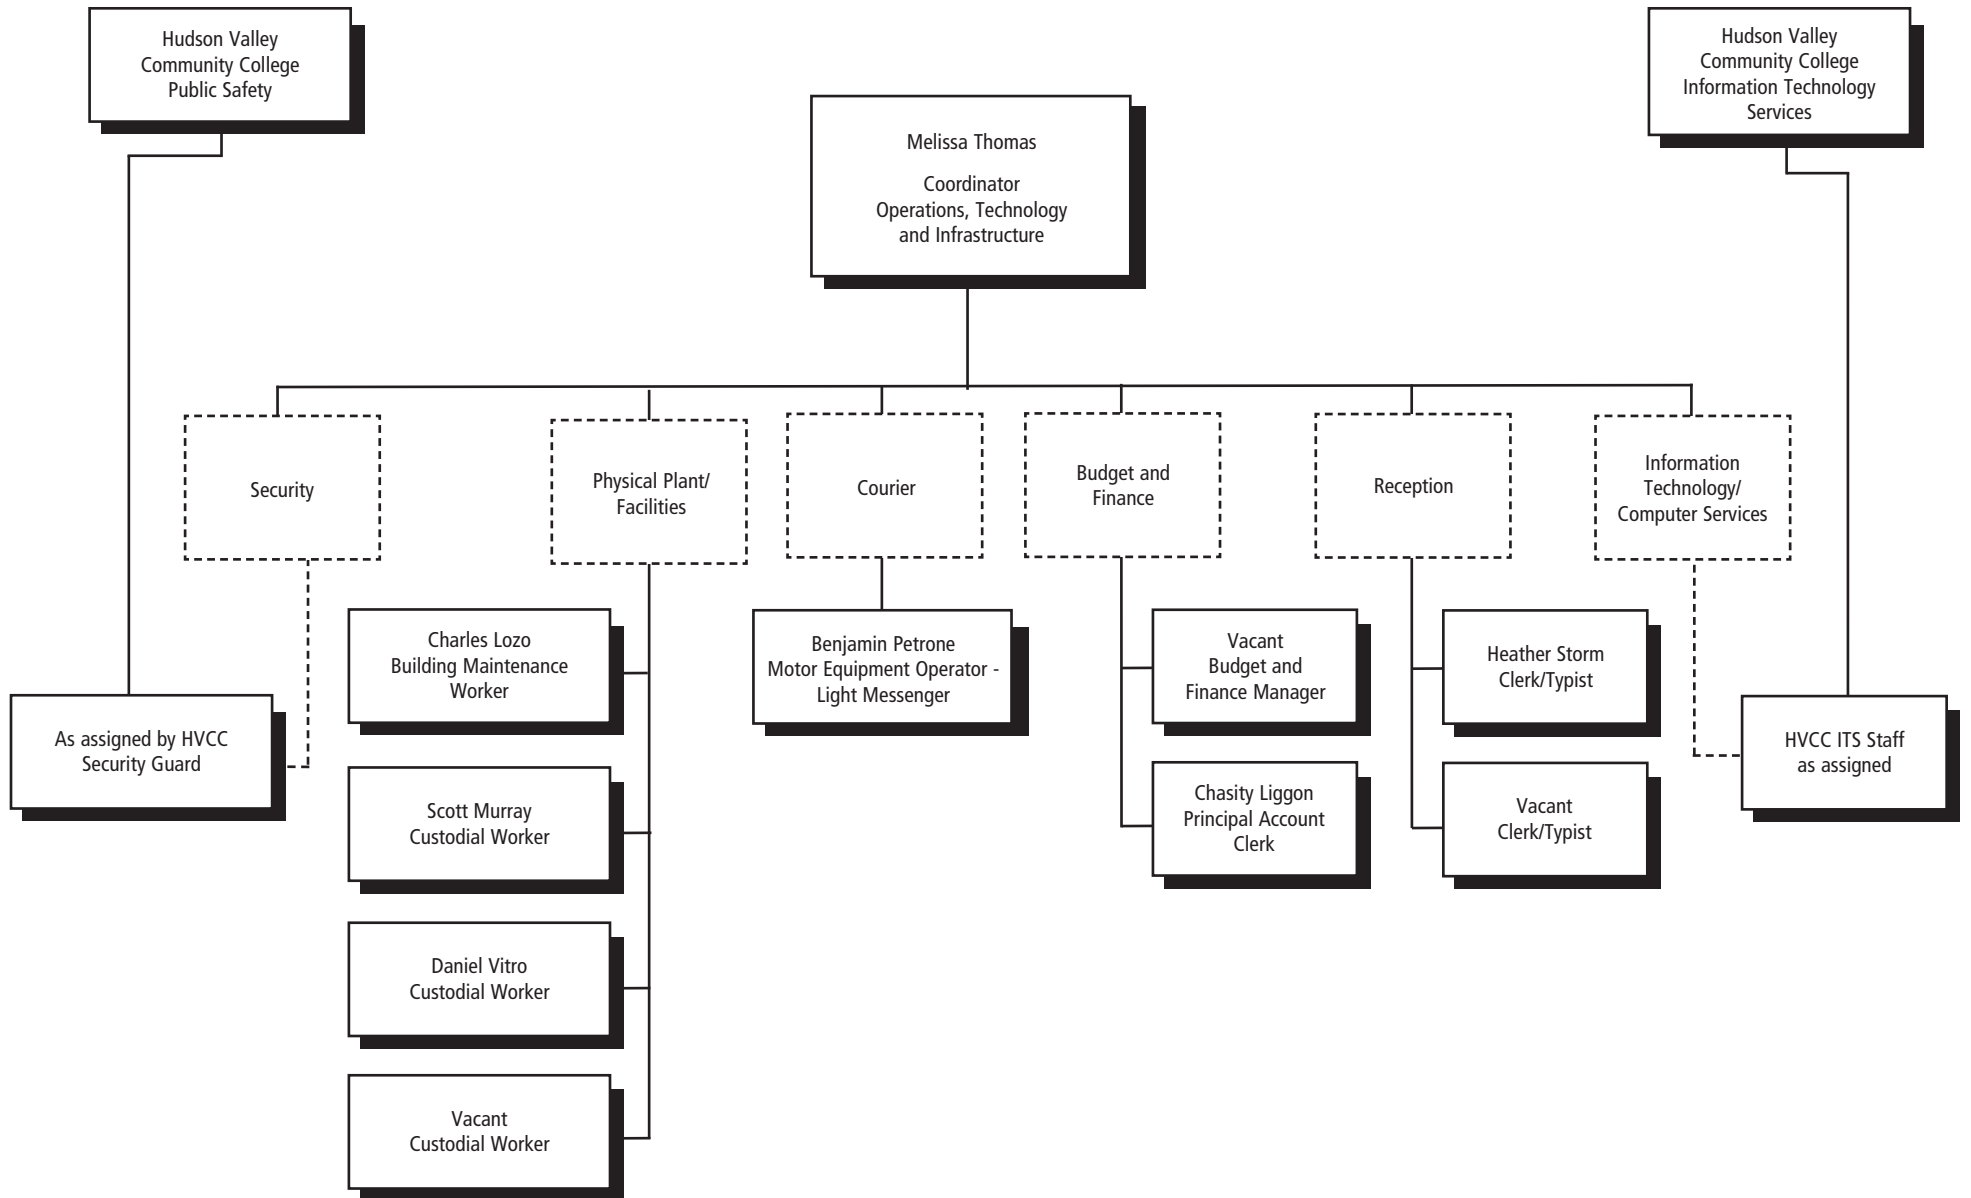 Hudson Valley
Community College
Public Safety
Hudson Valley
Community College
Information Technology
Services
Melissa Thomas
Coordinator
Operations, Technology
and Infrastructure
Security
Physical Plant/
Facilities
Courier
Budget and
Finance
Reception
Information
Technology/
Computer Services
As assigned by HVCC
Security Guard
Charles Lozo
Building Maintenance
Worker
Scott Murray
Custodial Worker
Daniel Vitro
Custodial Worker
Vacant
Custodial Worker
Benjamin Petrone
Motor Equipment Operator -
Light Messenger
Vacant
Budget and
Finance Manager
Chasity Liggon
Principal Account
Clerk
Heather Storm
Clerk/Typist
Vacant
Clerk/Typist
HVCC ITS Staff
as assigned